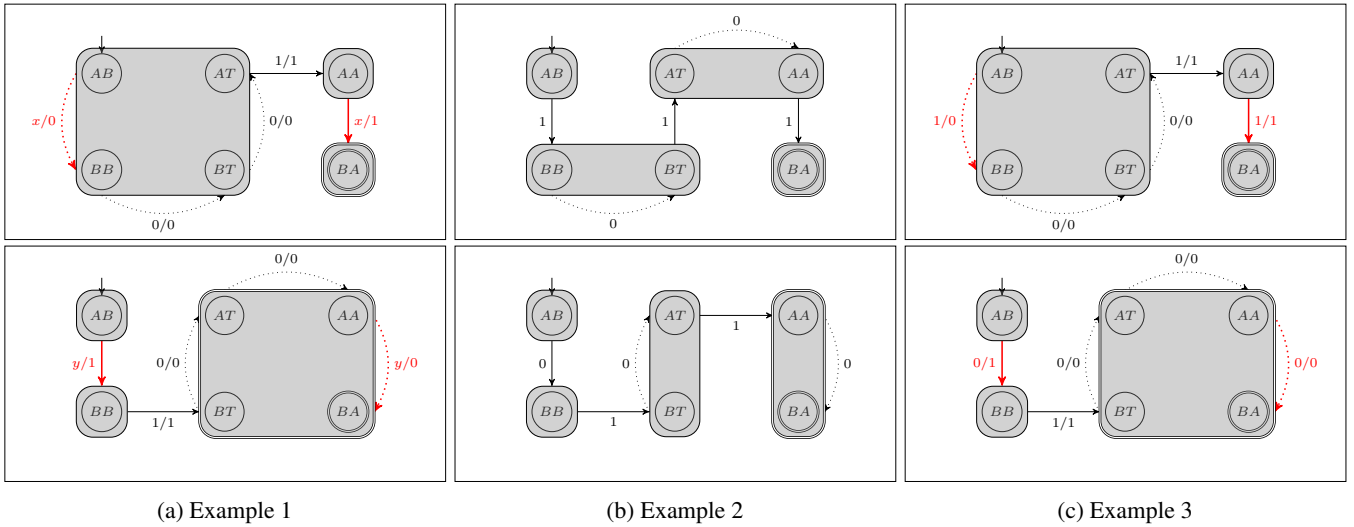 AB AT 1/1 AA
x/0 0/0 x/1
BB BT BA
0/0
0
AB AT AA
1 1 1
BB BT BA
0
AB AT 1/1 AA
1/0 0/0 1/1
BB BT BA
0/0
0/0
AB AT AA
y/1 0/0 y/0
BB 1/1 BT BA
AB AT 1 AA
0 0 0
BB 1 BT BA
0/0
AB AT AA
0/1 0/0 0/0
BB 1/1 BT BA
(a) Example 1
(b) Example 2
(c) Example 3